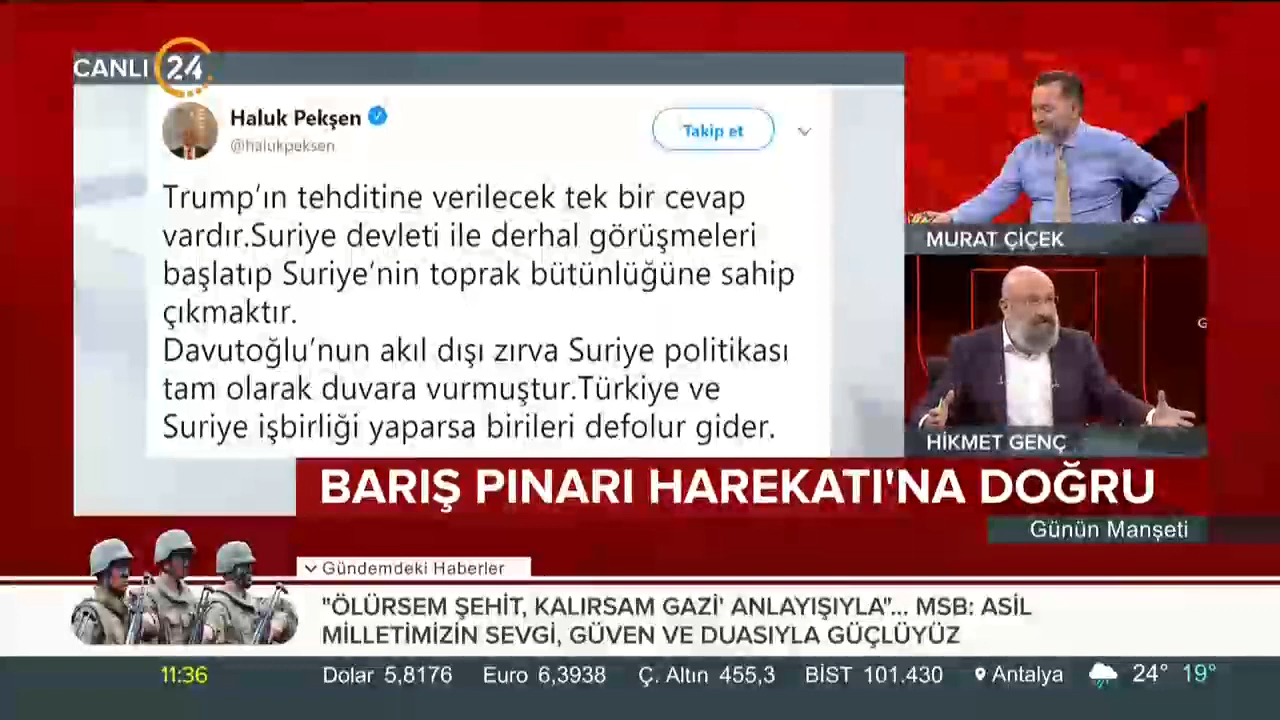 CANLI 24
Haluk Pekşen
@halukpeksen
Takip et
Trump'ın tehditine verilecek tek bir cevap
vardır.Suriye devleti ile derhal görüşmeleri
başlatıp Suriye'nin toprak bütünlüğüne sahip
çıkmaktır.
Davutoğlu'nun akıl dışı zırva Suriye politikası
tam olarak duvara vurmuştur.Türkiye ve
Suriye işbirliği yaparsa birileri defolur gider.
MURAT ÇİÇEK
G
HİKMET GENÇ
BARIŞ PINARI HAREKATI'NA DOĞRU
Günün Manşeti
Gündemdeki Haberler
"ÖLÜRSEM ŞEHİT, KALIRSAM GAZİ' ANLAYIŞIYLA"... MSB: ASİL
MİLLETİMİZİN SEVGİ, GÜVEN VE DUASIYLA GÜÇLÜYÜZ
11:36 Dolar 5,8176 Euro 6,3938 Ç. Altın 455,3 BİST 101.430 Antalya 24° 19°